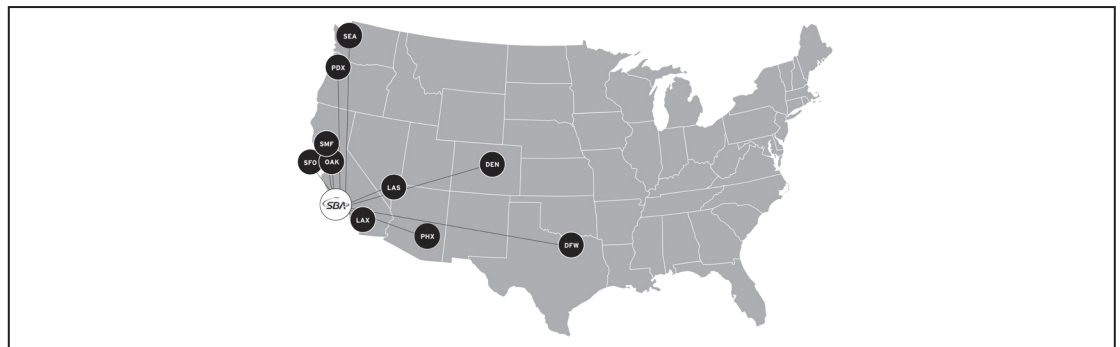 SEA
PDX
SMF
SFO
OAK
DEN
LAS
SBA
LAX
PHX
DFW